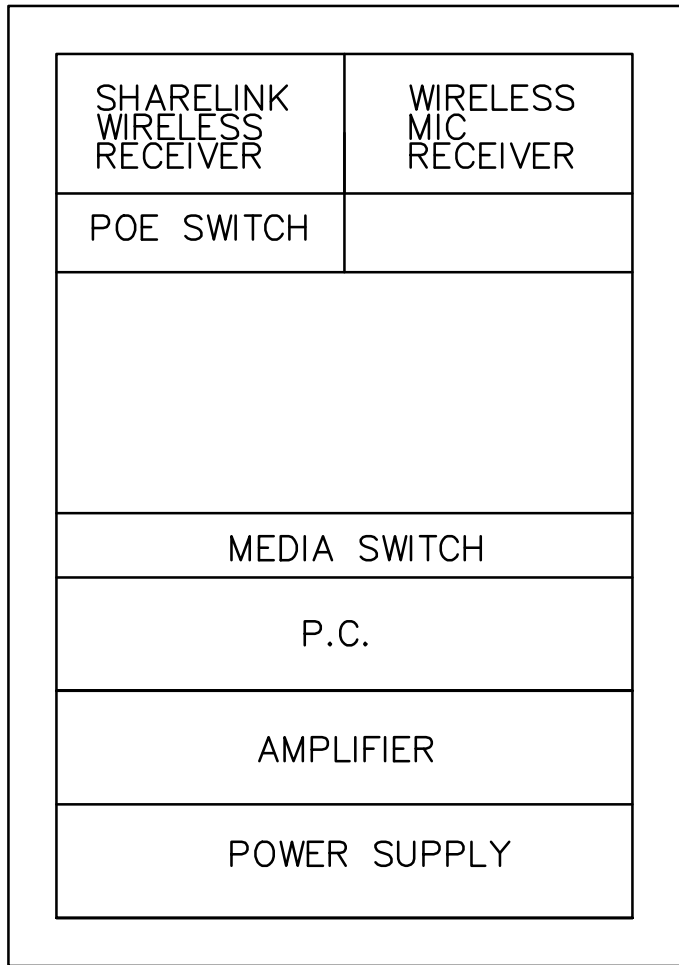 SHARELINK
WIRELESS
RECEIVER
WIRELESS
MIC
RECEIVER
POE SWITCH
MEDIA SWITCH
P.C.
AMPLIFIER
POWER SUPPLY